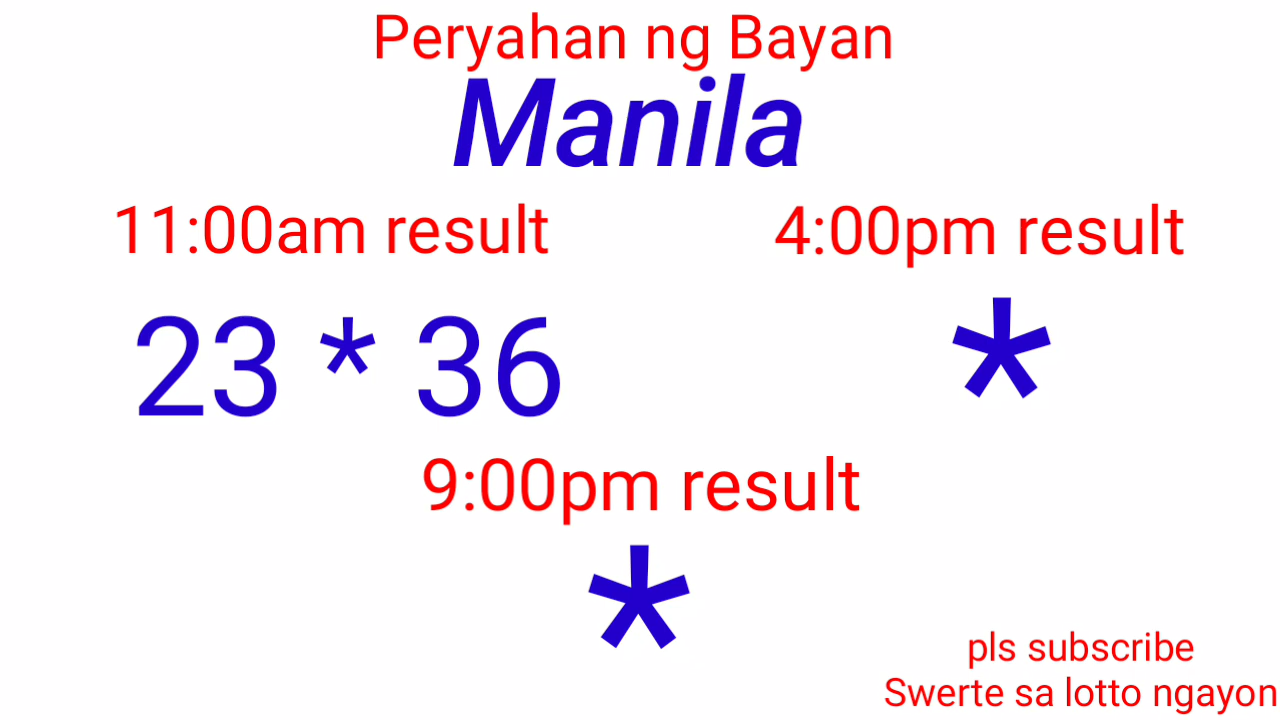 Peryahan ng Bayan
Manila
11:00am result
4:00pm result
23 * 36
*
9:00pm result
*
pls subscribe
Swerte sa lotto ngayon